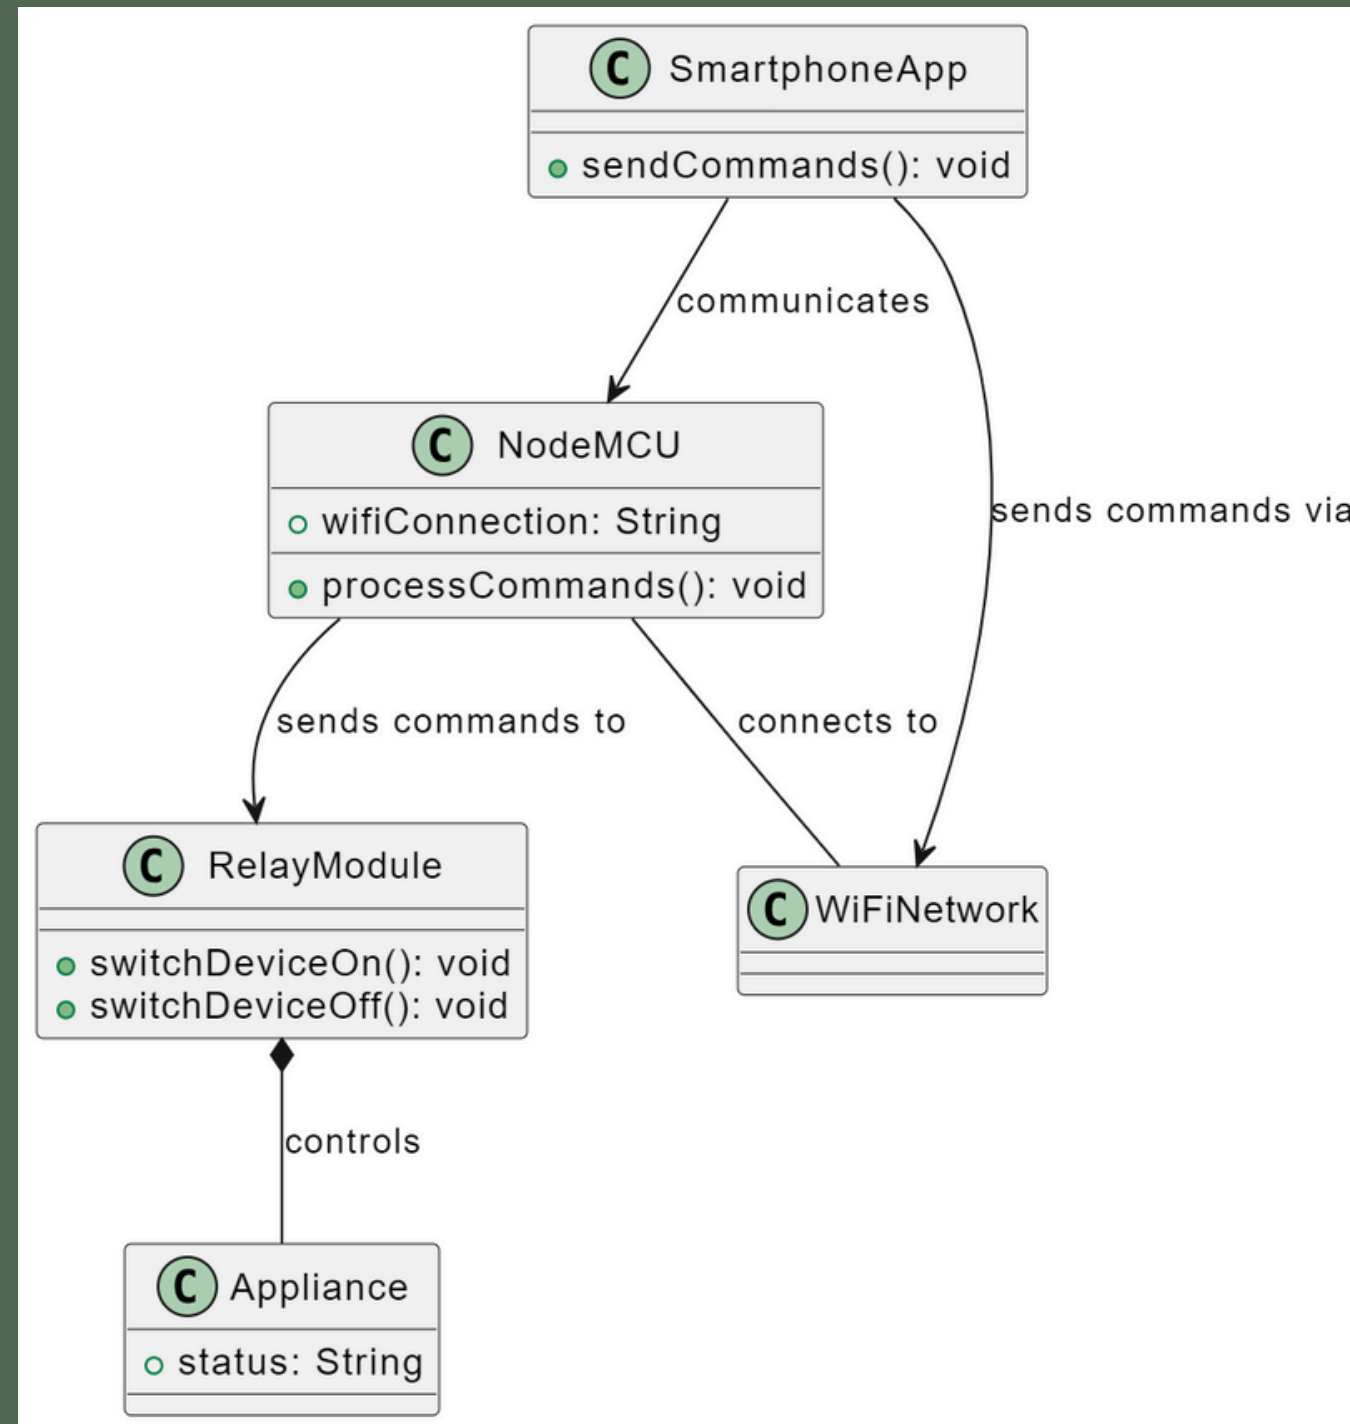 C SmartphoneApp
sendCommands(): void
communicates
C NodeMCU
wifiConnection: String
sends commands via
processCommands(): void
sends commands to
connects to
C RelayModule
C WiFiNetwork
switchDeviceOn(): void
switchDeviceOff(): void
controls
C Appliance
status: String